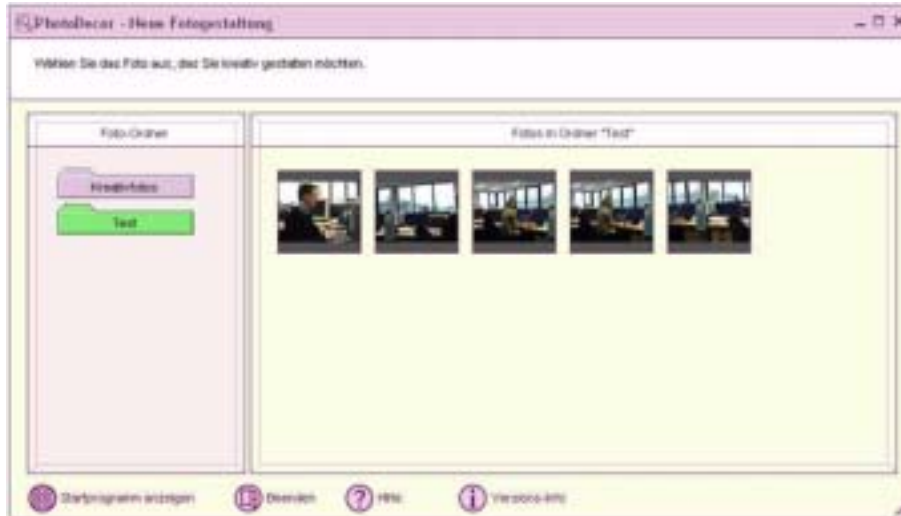 PhotoDecor - Neue Fotogestaltung
Wählen Sie das Foto aus, das Sie kreativ gestalten möchten.
Foto-Ordner
Fotos in Ordner "Test"
Kreativfotos
Test
Startprogramm anzeigen
Beenden
? Hilfe
i Versions-Info